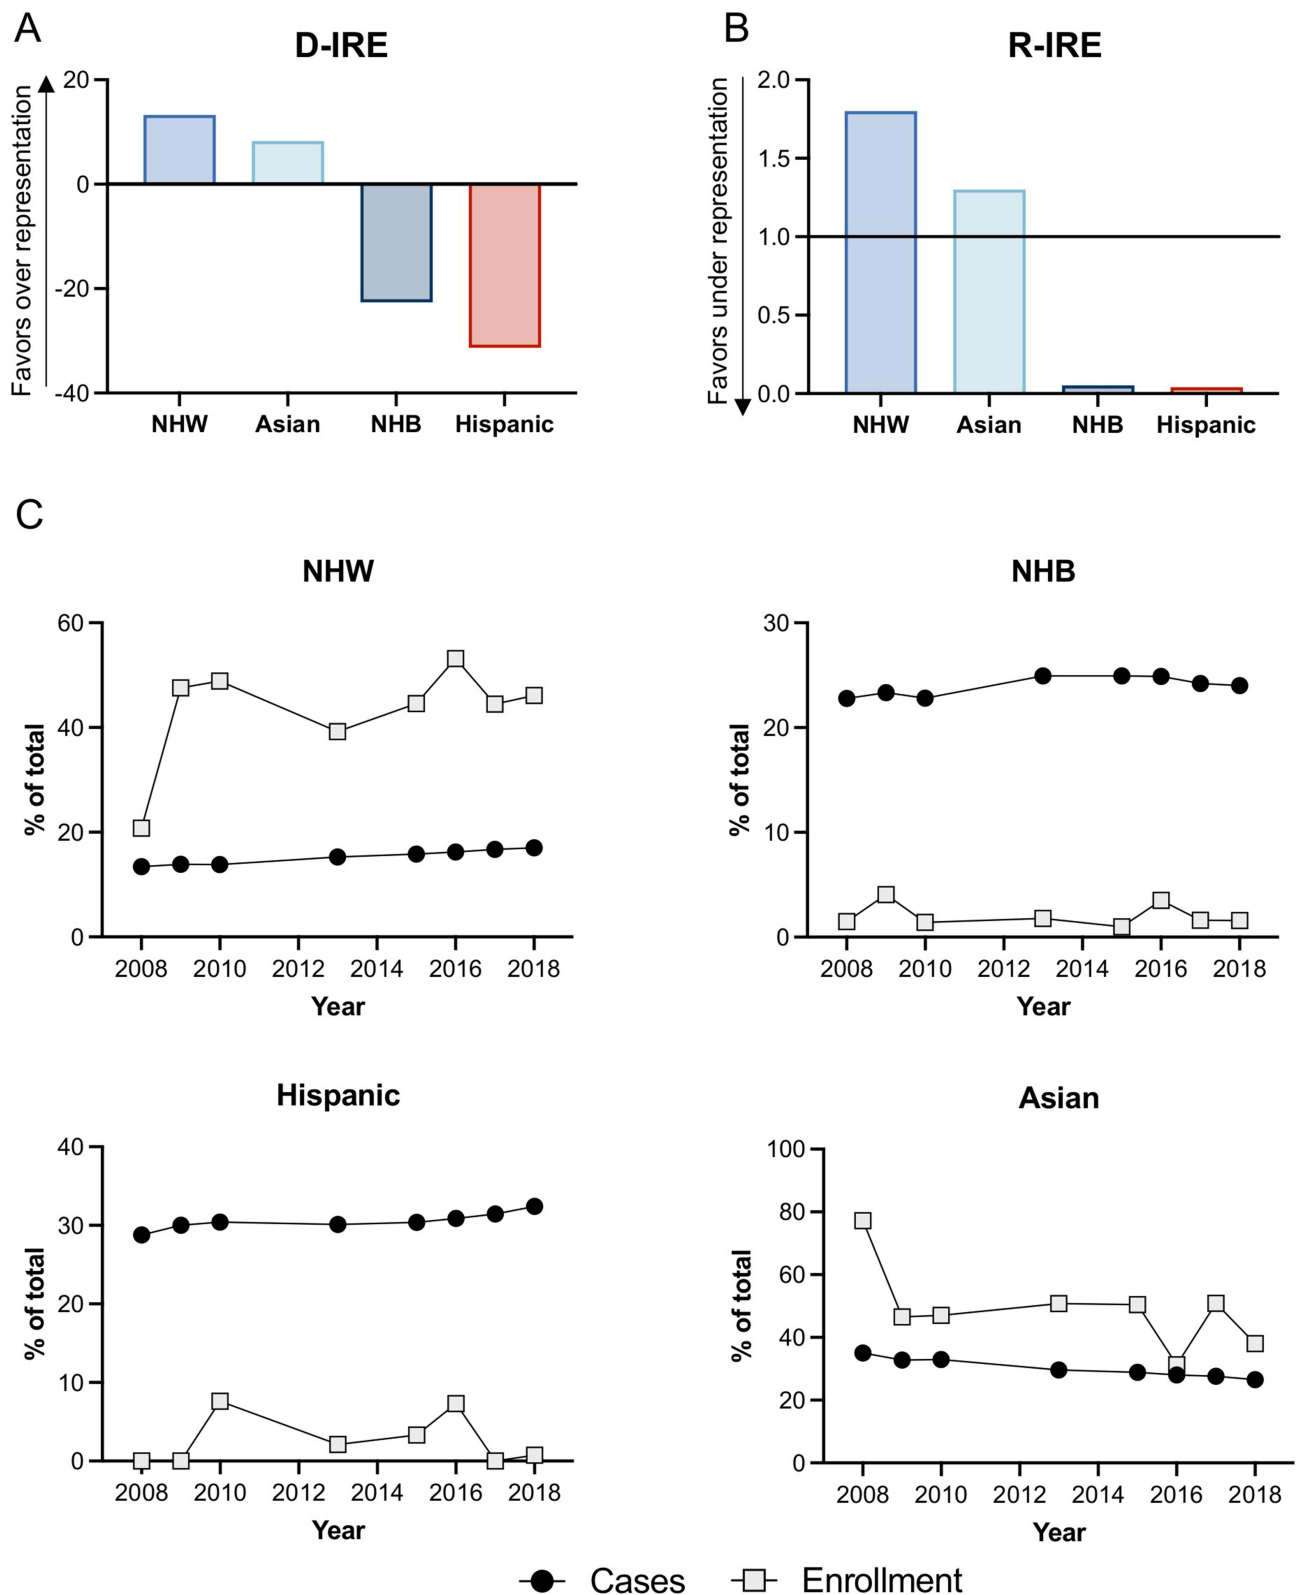 A
D-IRE
Favors over representation
20
0
-20
-40
NHW Asian NHB Hispanic
B
R-IRE
Favors under representation
2.0
1.5
1.0
0.5
0.0
NHW Asian NHB Hispanic
C
NHW
% of total
60
40
20
0
2008 2010 2012 2014 2016 2018
Year
NHB
% of total
30
20
10
0
2008 2010 2012 2014 2016 2018
Year
Hispanic
% of total
40
30
20
10
0
2008 2010 2012 2014 2016 2018
Year
Asian
% of total
100
80
60
40
20
0
2008 2010 2012 2014 2016 2018
Year
Cases Enrollment